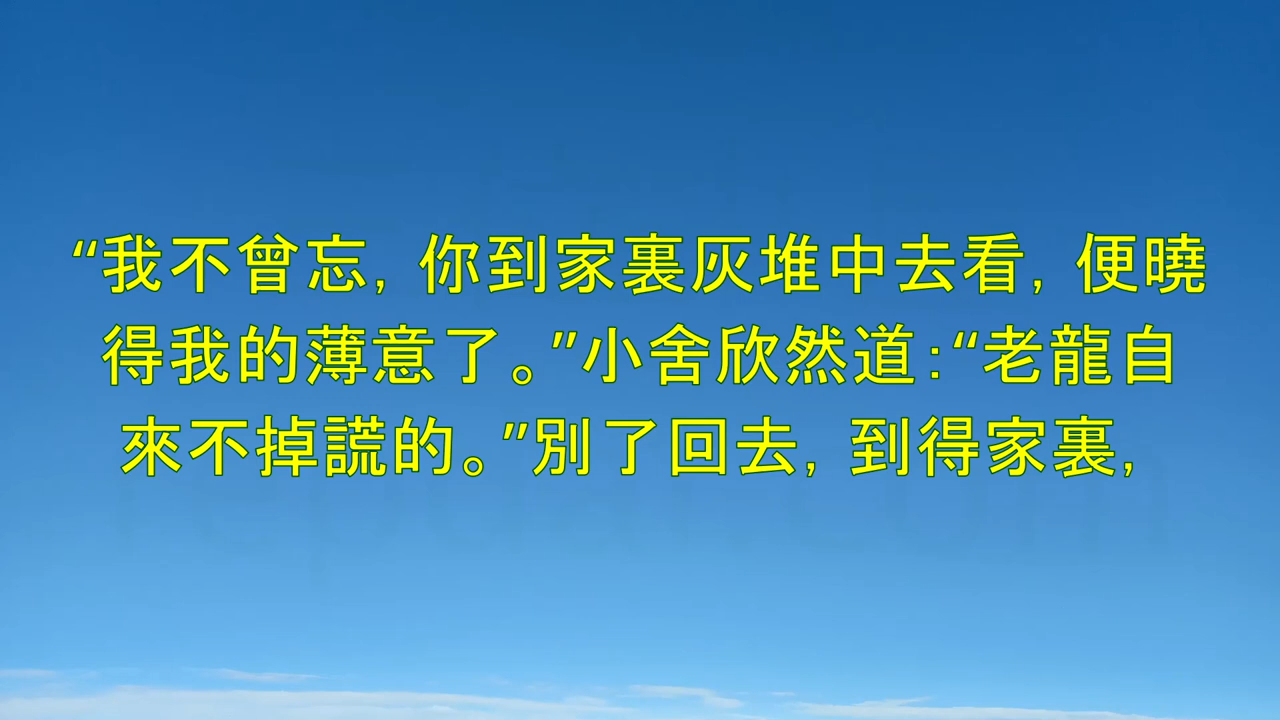 “我不曾忘, 你到家裏灰堆中去看, 便曉
得我的薄意了。”小舍欣然道:“老龍自
來不掉謊的。”別了回去, 到得家裏,